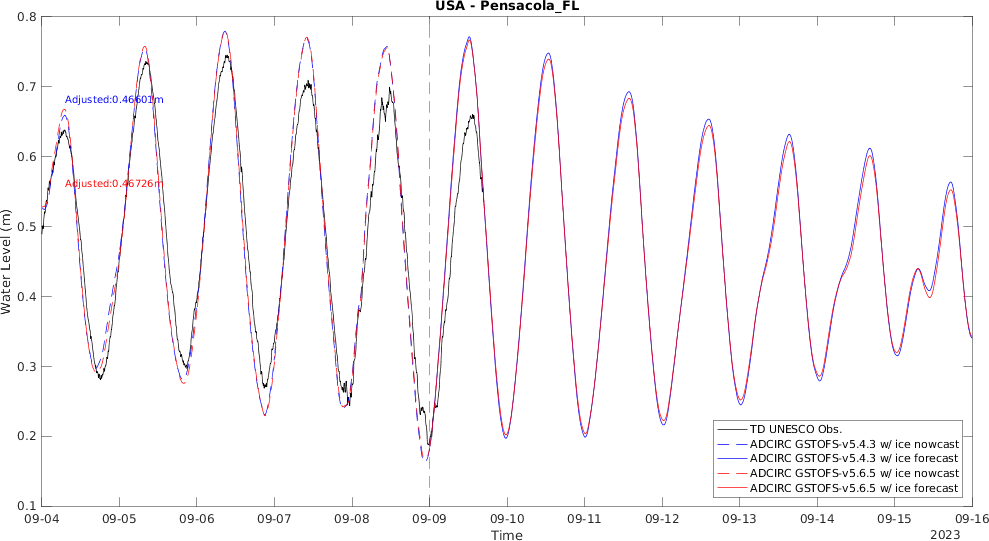 USA - Pensacola_FL
0.8
0.7
0.6
0.5
0.4
0.3
0.2
0.1
Water Level (m)
Adjusted:0.46601m
Adjusted:0.46726m
TD UNESCO Obs.
ADCIRC GSTOFS-v5.4.3 w/ ice nowcast
ADCIRC GSTOFS-v5.4.3 w/ ice forecast
ADCIRC GSTOFS-v5.6.5 w/ ice nowcast
ADCIRC GSTOFS-v5.6.5 w/ ice forecast
09-04 09-05 09-06 09-07 09-08 09-09 09-10 09-11 09-12 09-13 09-14 09-15 09-16
Time
2023